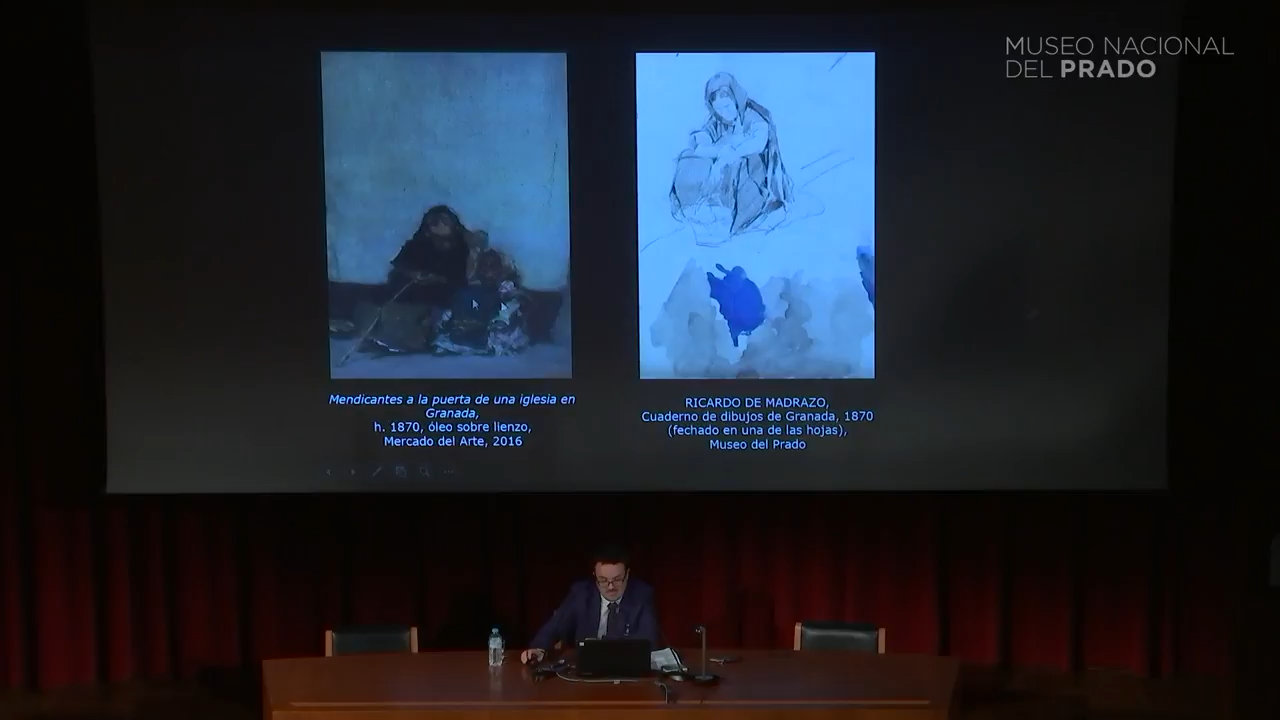 MUSEO NACIONAL
DEL PRADO
Mendicantes a la puerta de una iglesia en
Granada,
h. 1870, óleo sobre lienzo,
Mercado del Arte, 2016
RICARDO DE MADRAZO,
Cuaderno de dibujos de Granada, 1870
(fechado en una de las hojas),
Museo del Prado